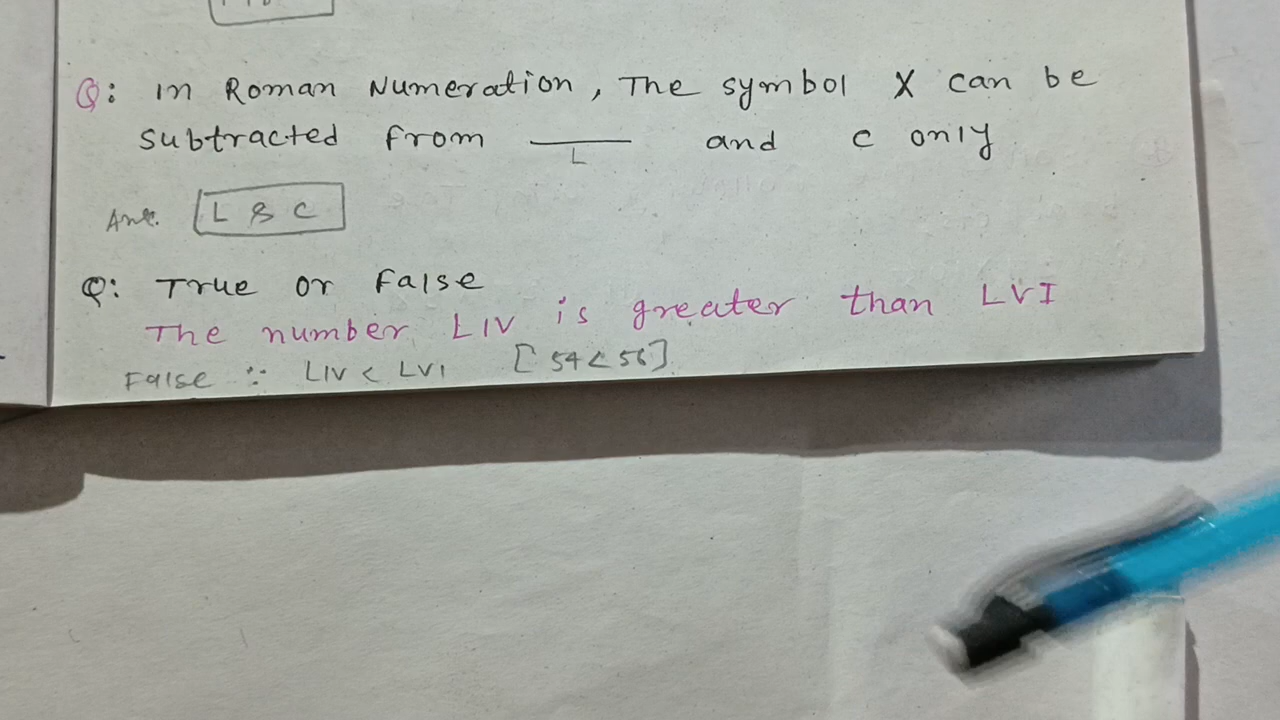 Q: In Roman Numeration, The symbol X can be
subtracted from ____ and C only
L
Ans. L & C
Q: True or False
The number LIV is greater than LVI
False ∵ LIV < LVI [54 < 56]